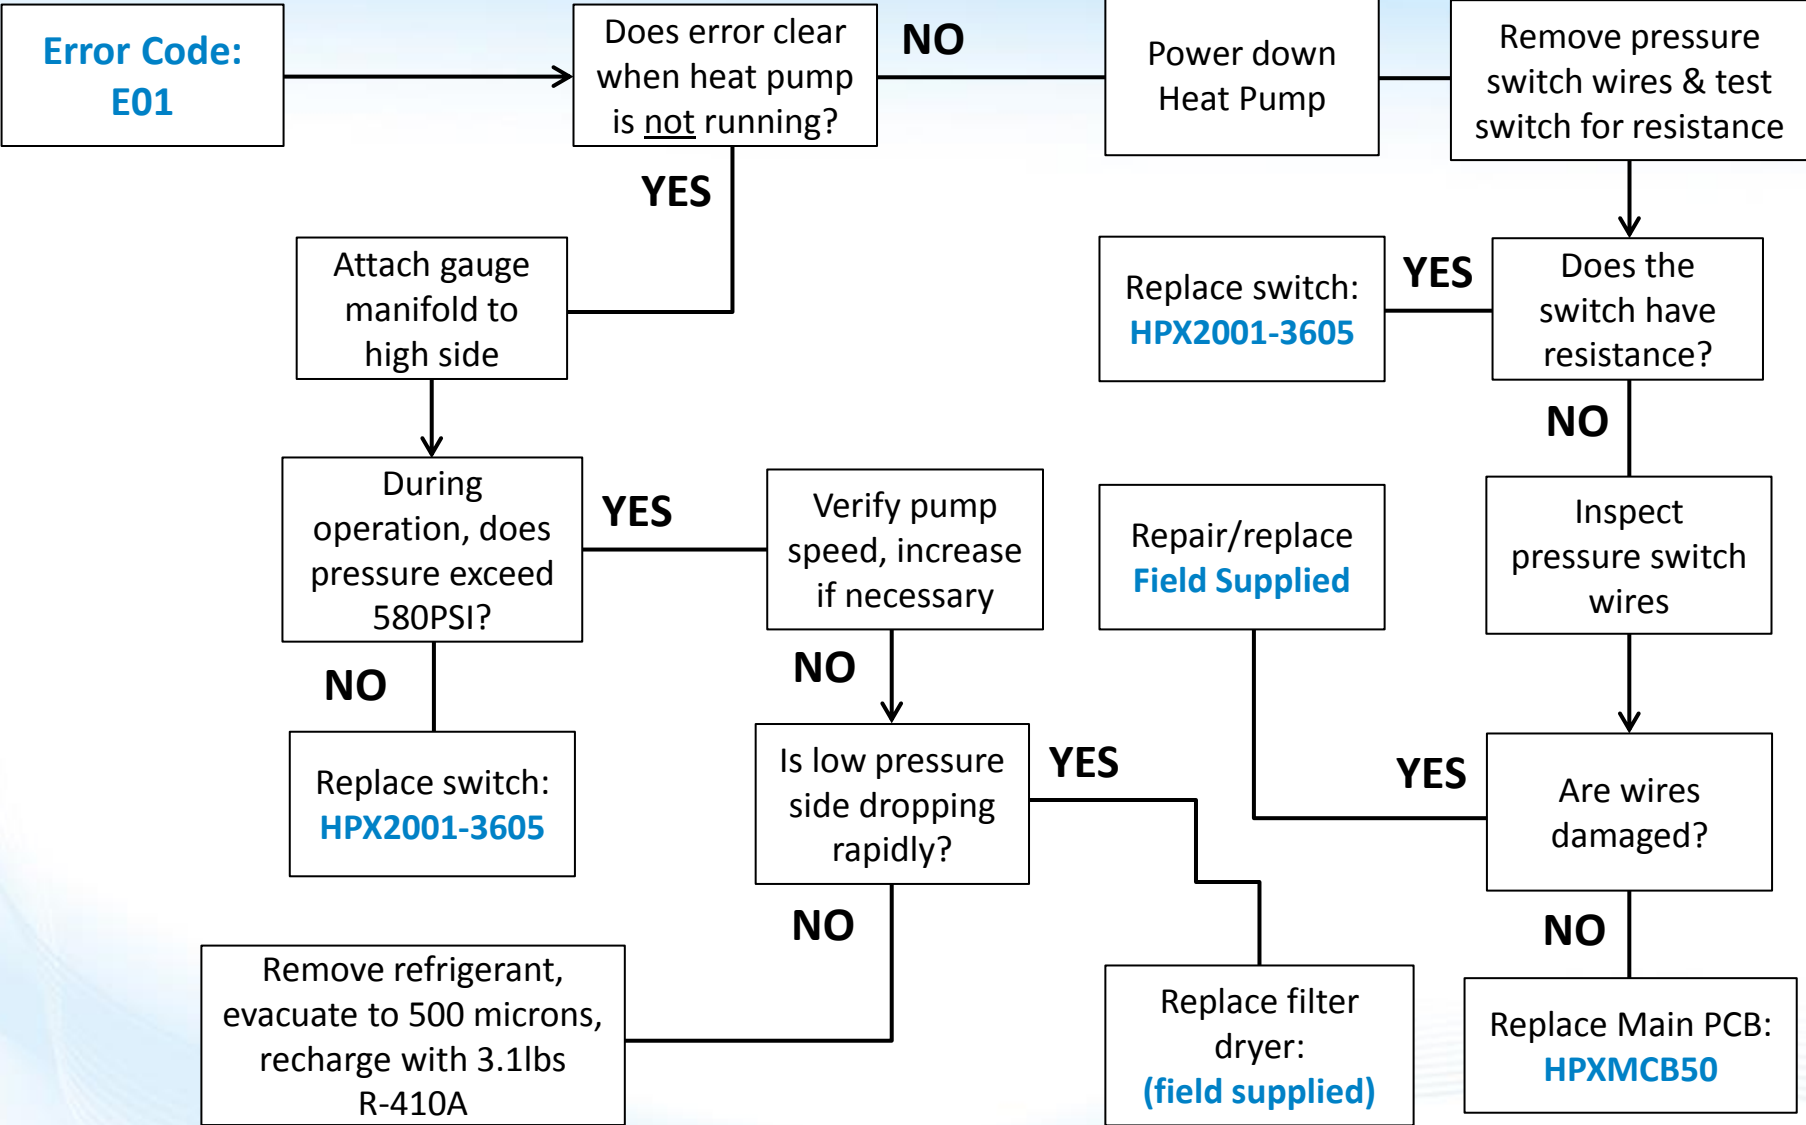 Error Code:
E01
Does error clear
when heat pump
is not running?
NO
Power down
Heat Pump
Remove pressure
switch wires & test
switch for resistance
YES
Attach gauge
manifold to
high side
Replace switch:
HPX2001-3605
YES
Does the
switch have
resistance?
NO
During
operation, does
pressure exceed
580PSI?
YES
Verify pump
speed, increase
if necessary
Repair/replace
Field Supplied
Inspect
pressure switch
wires
NO
NO
Replace switch:
HPX2001-3605
Is low pressure
side dropping
rapidly?
YES
YES
Are wires
damaged?
NO
NO
Remove refrigerant,
evacuate to 500 microns,
recharge with 3.1lbs
R-410A
Replace filter
dryer:
(field supplied)
Replace Main PCB:
HPXMCB50